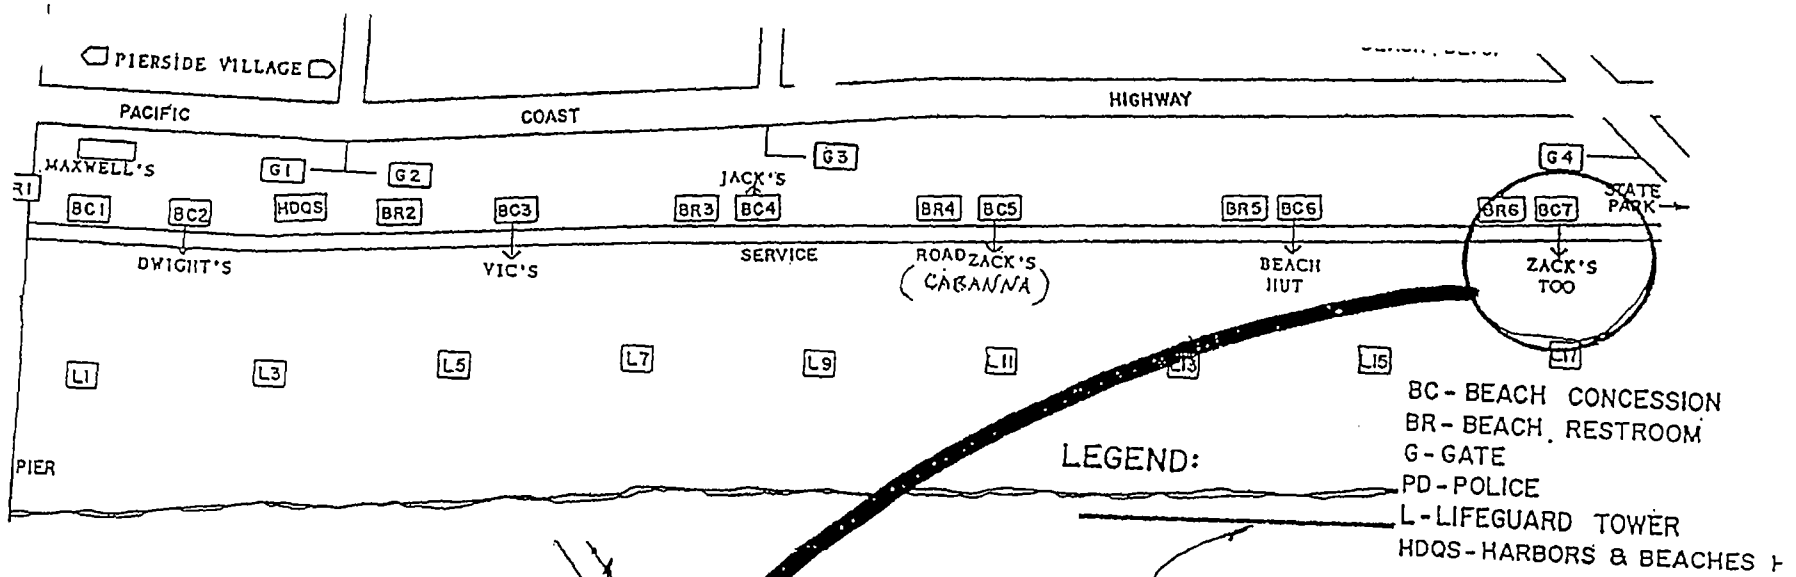 PIERSIDE VILLAGE
PACIFIC COAST HIGHWAY
MAXWELL'S
G1 G2 G3 G4
JACK'S
STATE
PARK
R1 BC1 BC2 HDQS BR2 BC3 BR3 BC4 BR4 BC5 BR5 BC6 BR6 BC7
DWIGHT'S VIC'S SERVICE ROAD ZACK'S BEACH ZACK'S
(CABANNA) HUT TOO
L1 L3 L5 L7 L9 L11 L13 L15 L17
PIER
LEGEND:
BC-BEACH CONCESSION
BR-BEACH RESTROOM
G-GATE
PD-POLICE
L-LIFEGUARD TOWER
HDQS-HARBORS & BEACHES